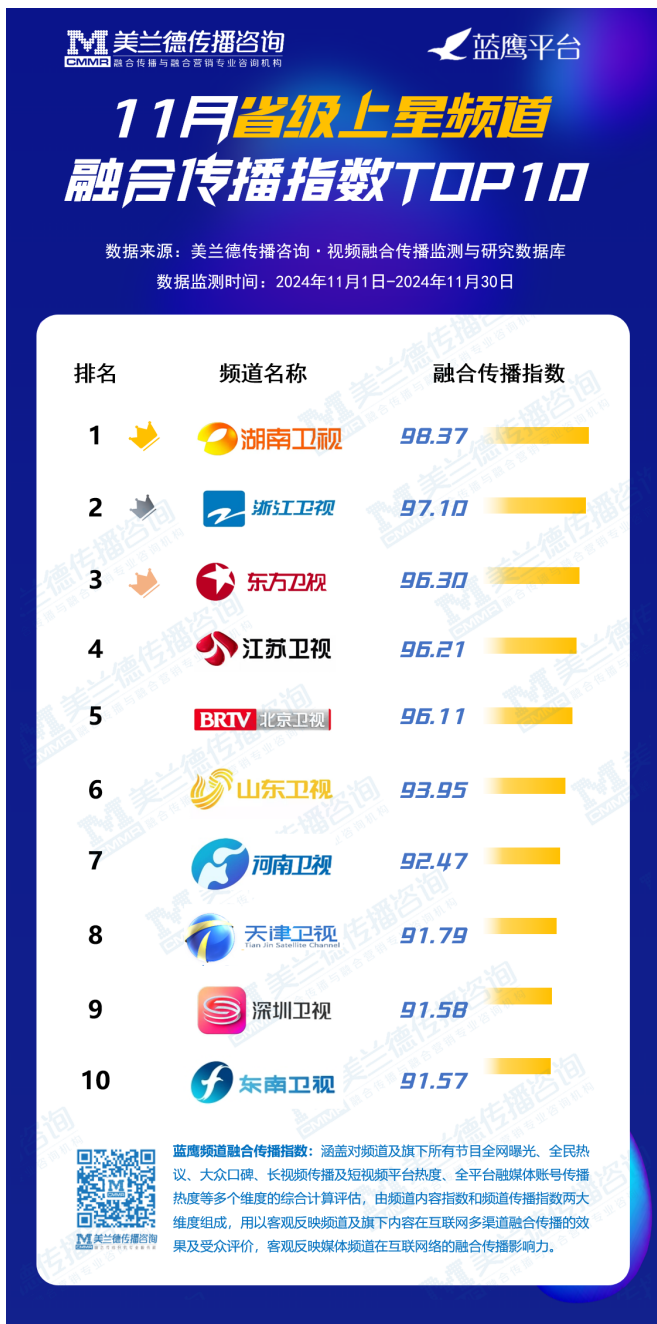 美兰德传播咨询
CMMR 融合传播与融合营销专业咨询机构
蓝鹰平台
11月省级上星频道
融合传播指数TOP10
数据来源：美兰德传播咨询·视频融合传播监测与研究数据库
数据监测时间：2024年11月1日-2024年11月30日
排名 频道名称 融合传播指数
1 湖南卫视 98.37
2 浙江卫视 97.10
3 东方卫视 96.30
4 江苏卫视 96.21
5 BRTV 北京卫视 96.11
6 山东卫视 93.95
7 河南卫视 92.47
8 天津卫视 91.79
Tian Jin Satellite Channel
9 深圳卫视 91.58
10 东南卫视 91.57
蓝鹰频道融合传播指数：涵盖对频道及旗下所有节目全网曝光、全民热
议、大众口碑、长视频传播及短视频平台热度、全平台融媒体账号传播
热度等多个维度的综合计算评估，由频道内容指数和频道传播指数两大
维度组成，用以客观反映频道及旗下内容在互联网多渠道融合传播的效
果及受众评价，客观反映媒体频道在互联网络的融合传播影响力。
美兰德传播咨询